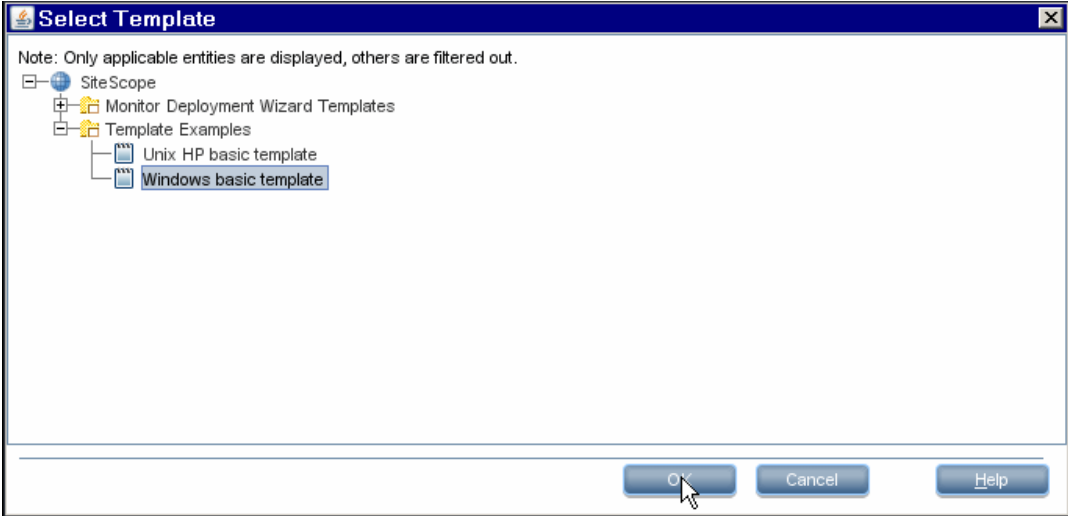 Select Template
Note: Only applicable entities are displayed, others are filtered out.
SiteScope
Monitor Deployment Wizard Templates
Template Examples
Unix HP basic template
Windows basic template
OK Cancel Help